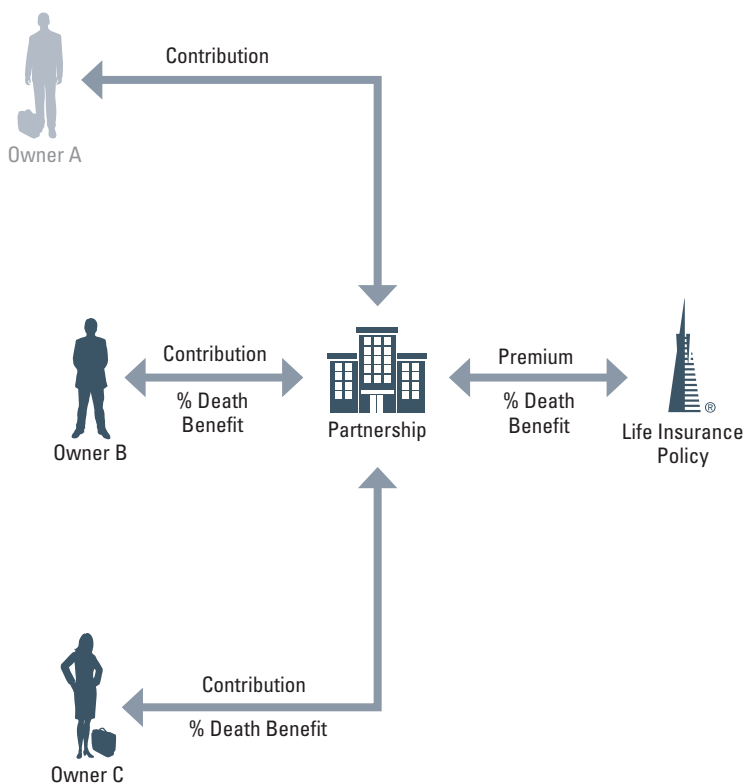 Contribution
Owner A
Contribution
% Death
Benefit
Owner B
Partnership
Premium
% Death
Benefit
®
Life Insurance
Policy
Contribution
% Death Benefit
Owner C